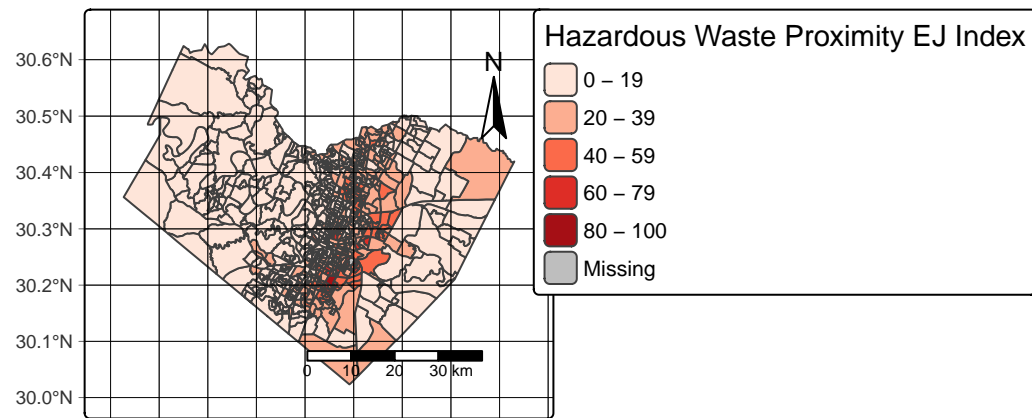 Hazardous Waste Proximity EJ Index
0 – 19
20 – 39
40 – 59
60 – 79
80 – 100
Missing
N
30.6°N
30.5°N
30.4°N
30.3°N
30.2°N
30.1°N
30.0°N
0 10 20 30 km